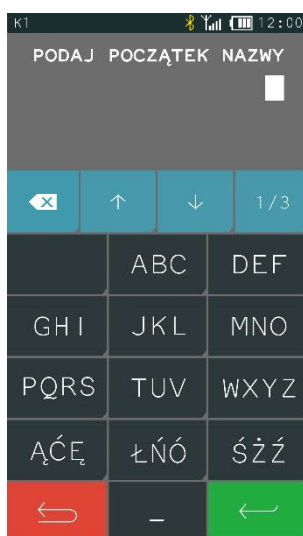 K1 12:00
PODAJ POCZĄTEK NAZWY
1/3
ABC DEF
GHI JKL MNO
PQRS TUV WXYZ
ĄĆĘ ŁŃÓ ŚŻŹ
_